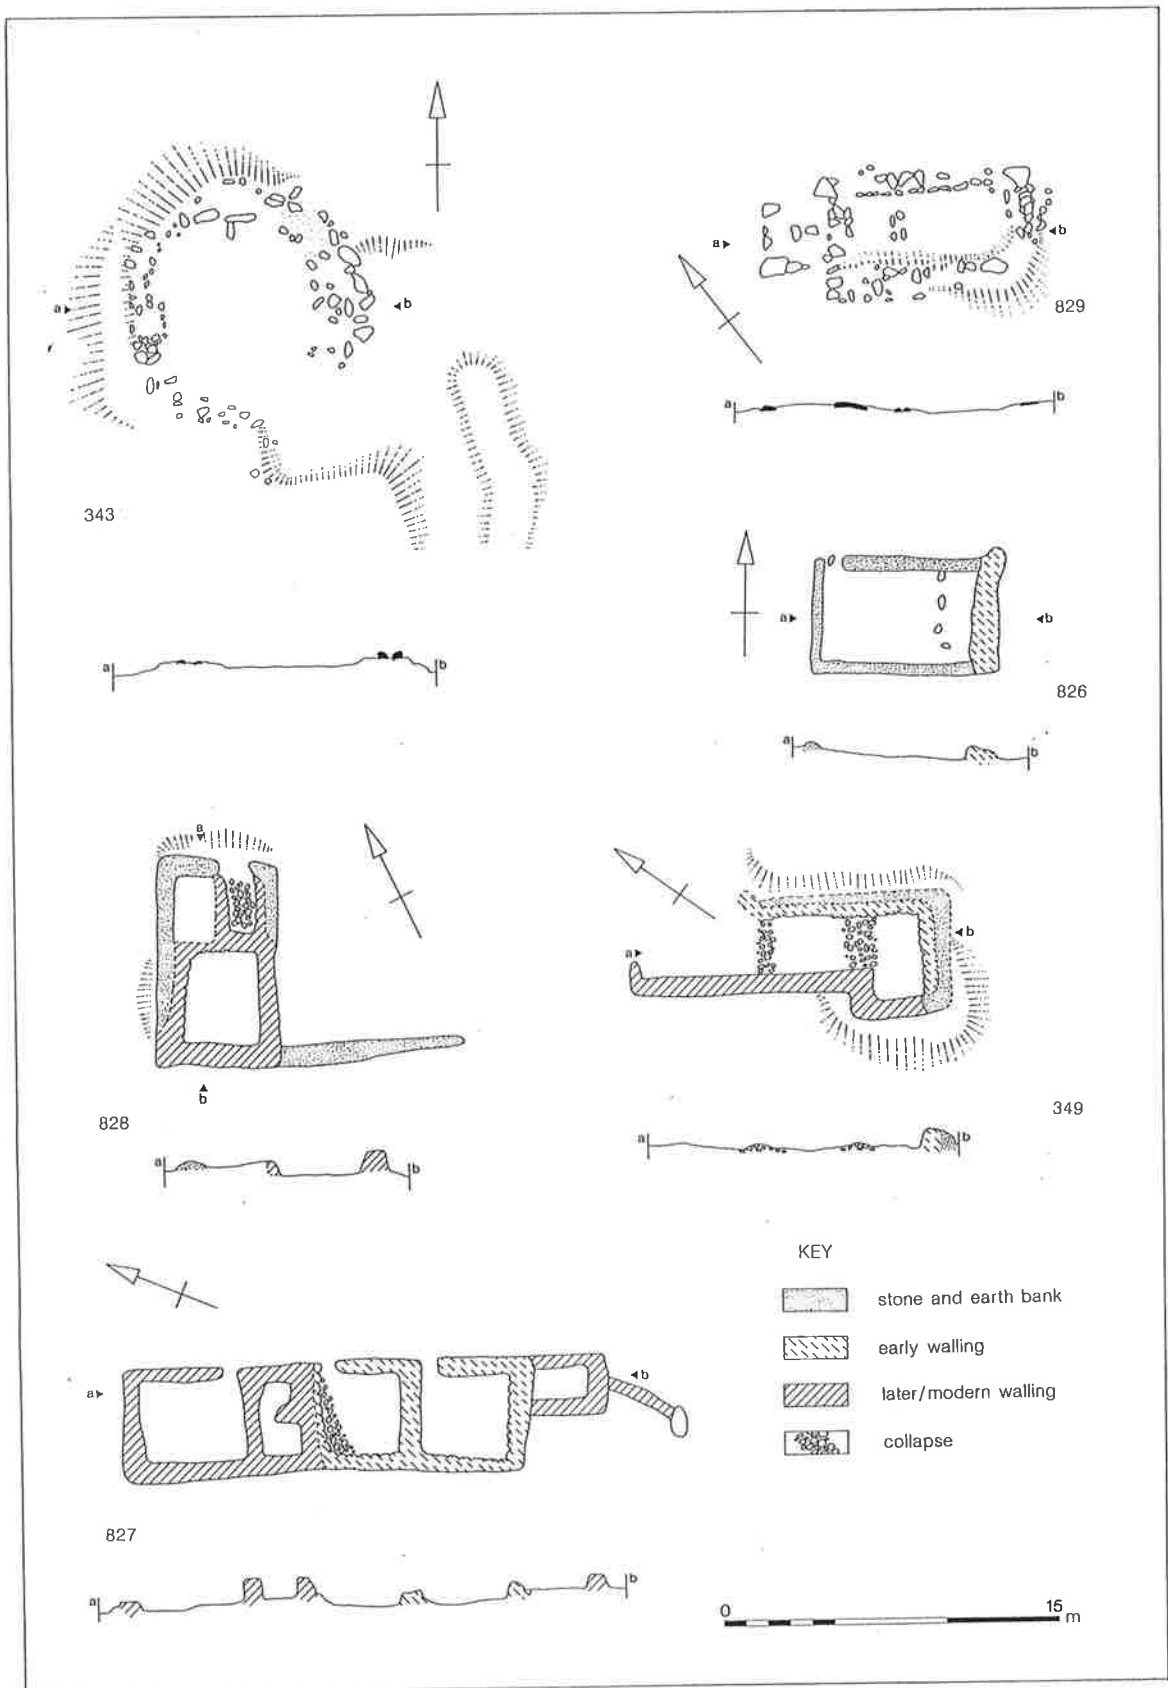 a
b
343
a
b
a
b
829
a
b
a
b
826
a
b
a
b
828
a
b
a
b
349
a
b
KEY
stone and earth bank
early walling
later/modern walling
collapse
a
b
827
a
b
0 15 m